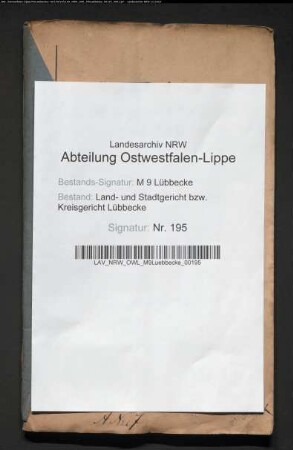 Landesarchiv NRW
Abteilung Ostwestfalen-Lippe
Bestands-Signatur: M 9 Lübbecke
Bestand: Land- und Stadtgericht bzw.
Kreisgericht Lübbecke
Signatur: Nr. 195
LAV_NRW_OWL_M9Luebbecke_00195